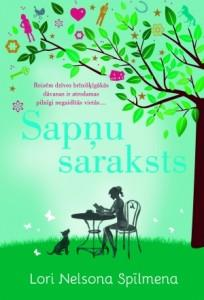 Reizēm dzīves brīnišķīgākās
dāvanas ir atrodamas
pilnīgi negaidītās vietās...
Sapņu
saraksts
Lori Nelsona Spīlmena